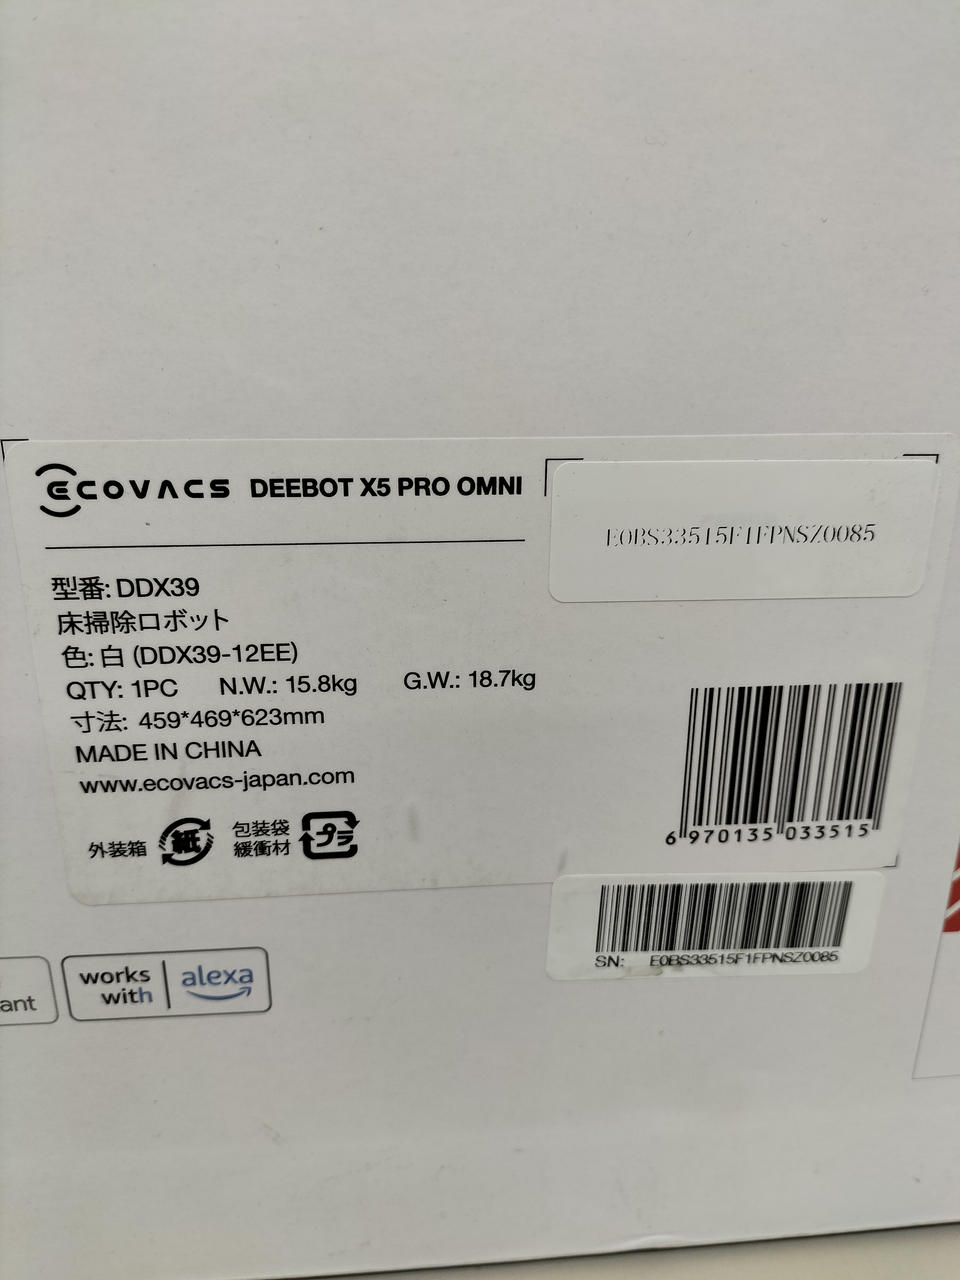 ECOVACS DEEBOT X5 PRO OMNI
E0BS33515F1FPNSZ0085
型番: DDX39
床掃除ロボット
色: 白 (DDX39-12EE)
QTY: 1PC N.W.: 15.8kg G.W.: 18.7kg
寸法: 459*469*623mm
MADE IN CHINA
www.ecovacs-japan.com
外装箱 紙 包装袋 緩衝材 プラ
6 970135 033515
SN: E0BS33515F1FPNSZ0085
ant
works with alexa